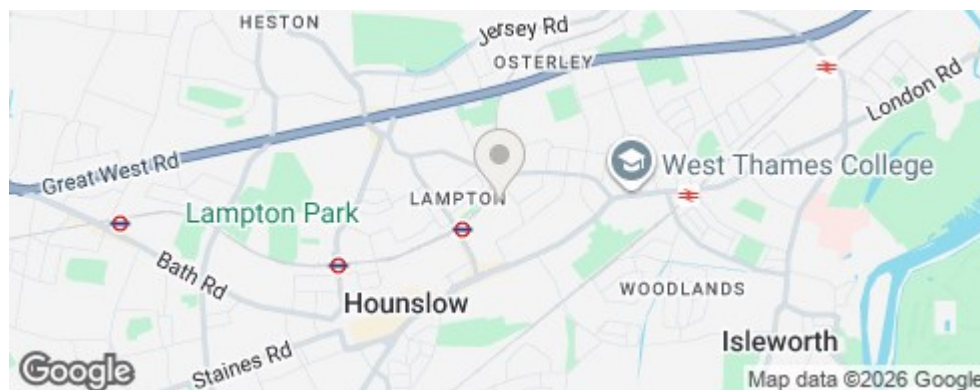 HESTON
Jersey Rd
OSTERLEY
London Rd
Great West Rd
West Thames College
LAMPTON
Lampton Park
Bath Rd
WOODLANDS
Hounslow
Isleworth
Staines Rd
Google
Map data ©2026 Google